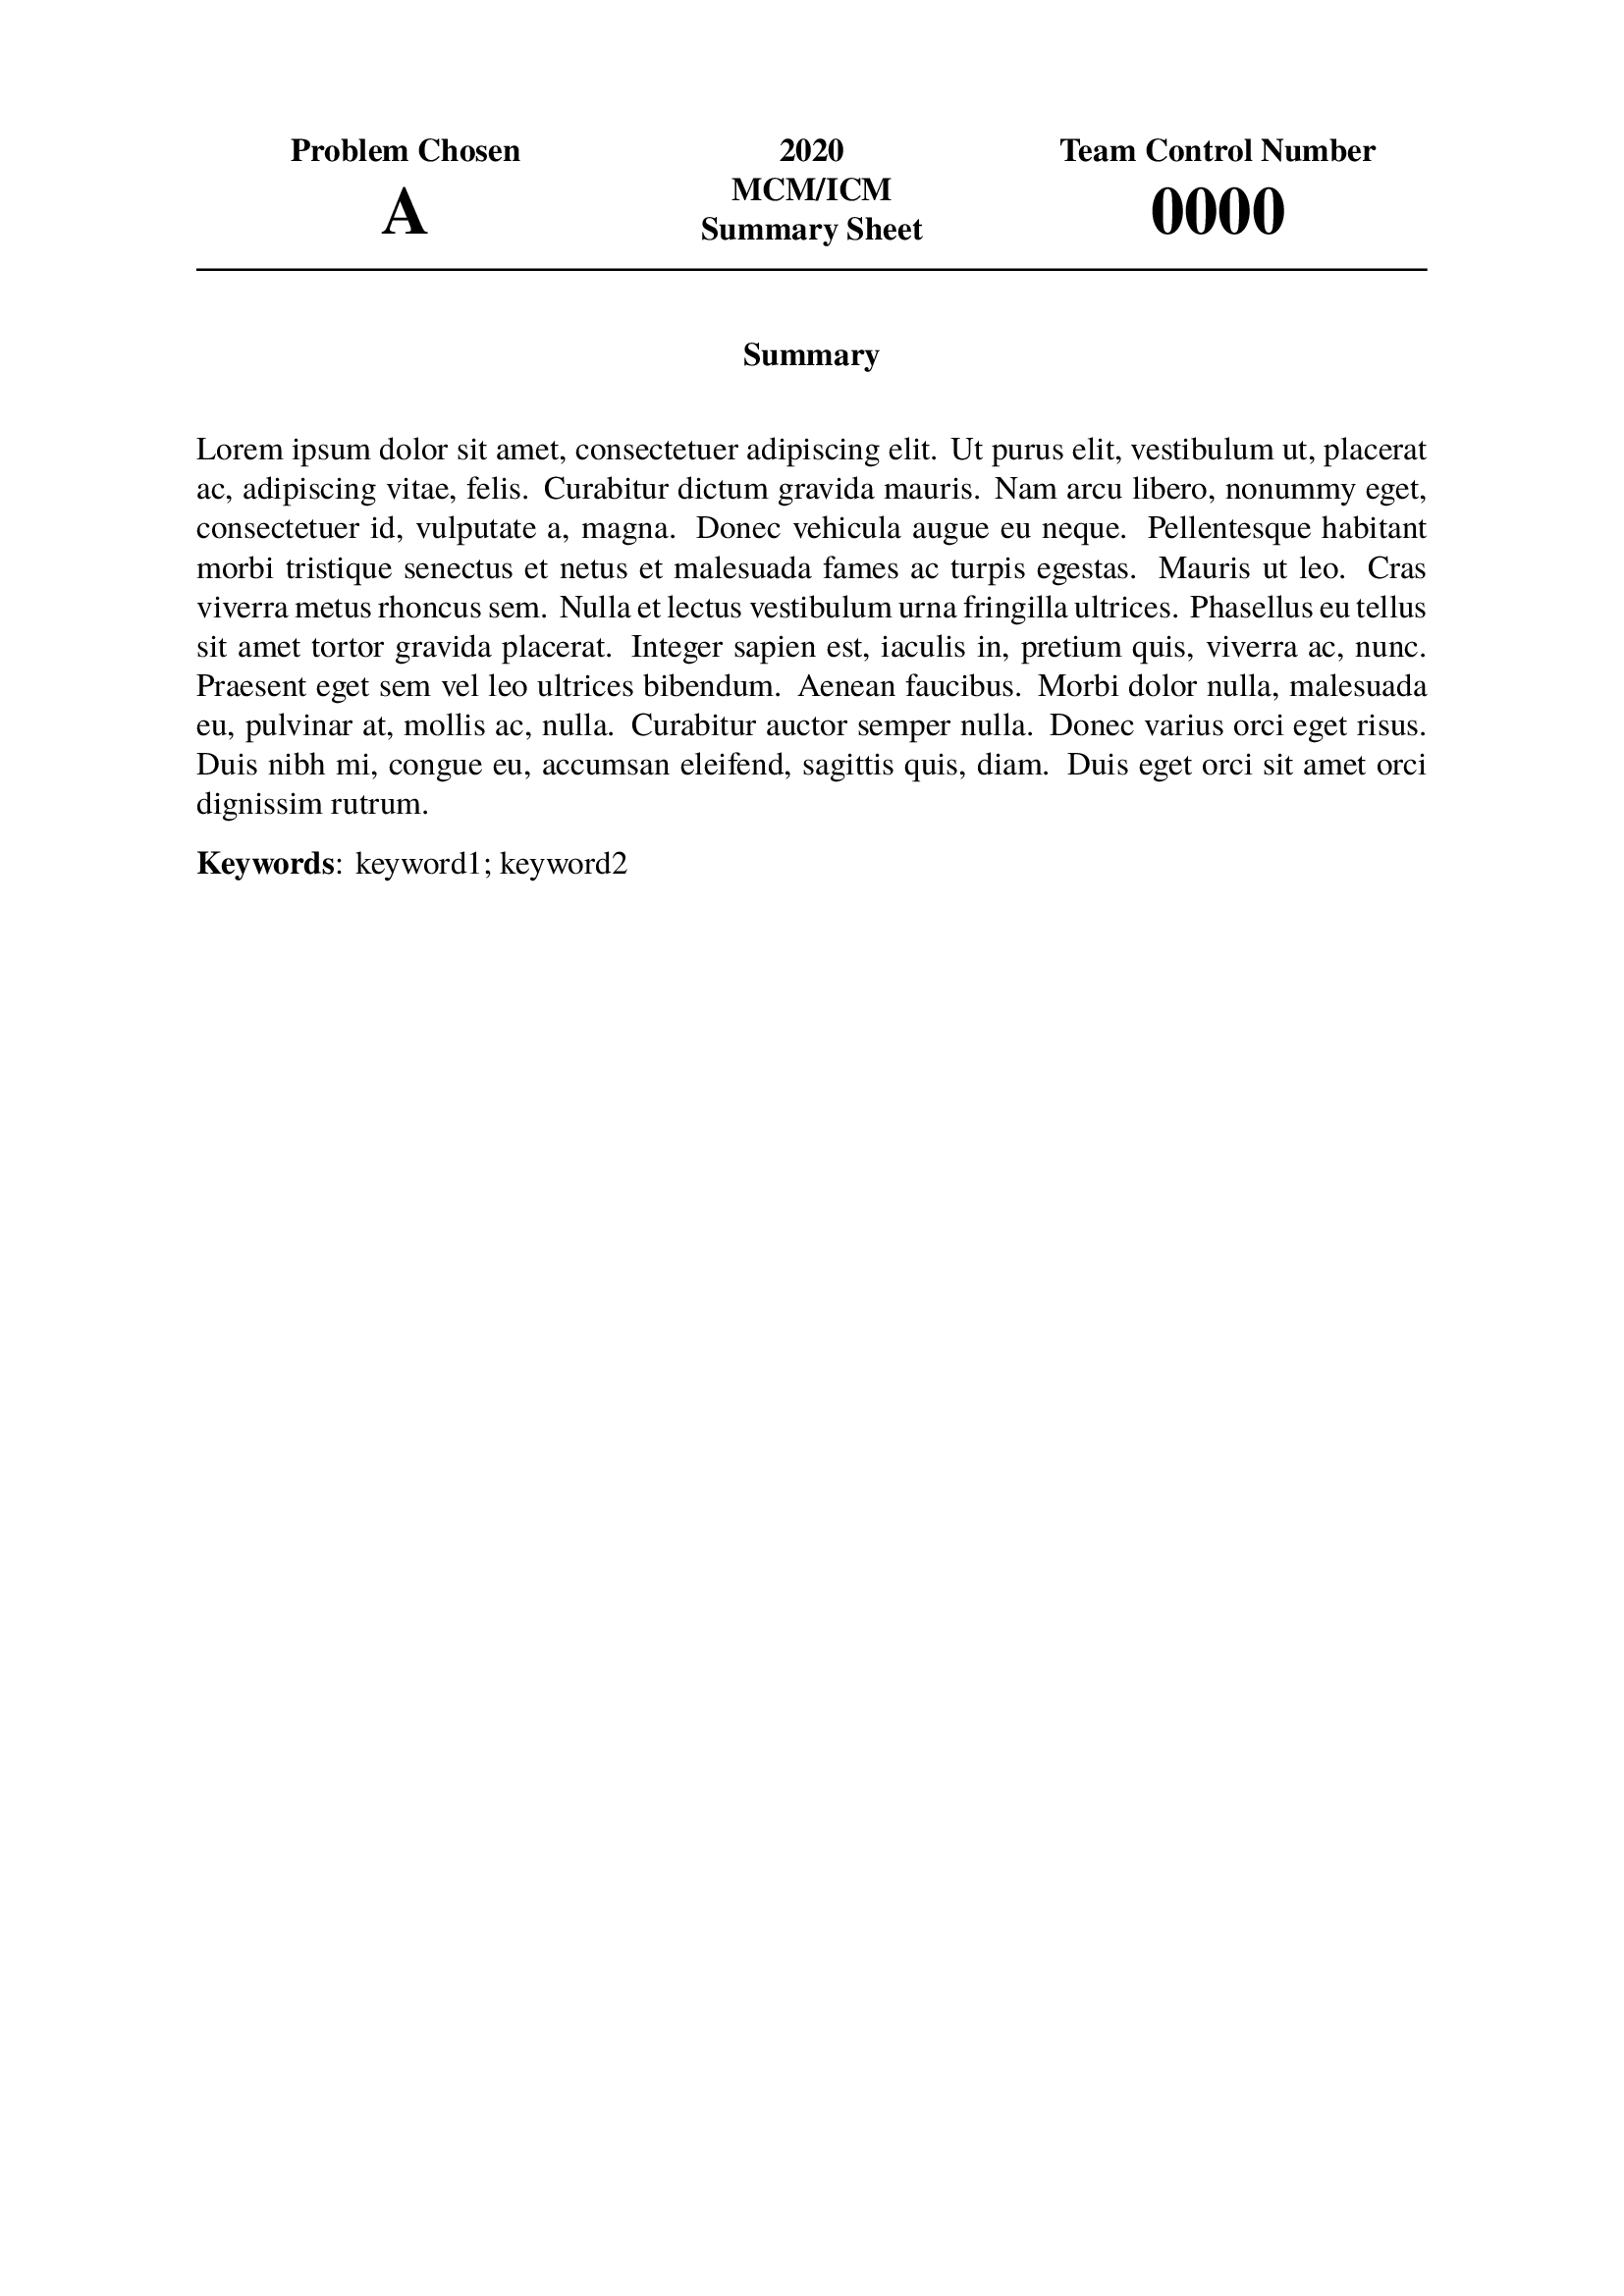 Problem Chosen
A
2020
MCM/ICM
Summary Sheet
Team Control Number
0000
Summary
Lorem ipsum dolor sit amet, consectetuer adipiscing elit. Ut purus elit, vestibulum ut, placerat
ac, adipiscing vitae, felis. Curabitur dictum gravida mauris. Nam arcu libero, nonummy eget,
consectetuer id, vulputate a, magna. Donec vehicula augue eu neque. Pellentesque habitant
morbi tristique senectus et netus et malesuada fames ac turpis egestas. Mauris ut leo. Cras
viverra metus rhoncus sem. Nulla et lectus vestibulum urna fringilla ultrices. Phasellus eu tellus
sit amet tortor gravida placerat. Integer sapien est, iaculis in, pretium quis, viverra ac, nunc.
Praesent eget sem vel leo ultrices bibendum. Aenean faucibus. Morbi dolor nulla, malesuada
eu, pulvinar at, mollis ac, nulla. Curabitur auctor semper nulla. Donec varius orci eget risus.
Duis nibh mi, congue eu, accumsan eleifend, sagittis quis, diam. Duis eget orci sit amet orci
dignissim rutrum.
Keywords: keyword1; keyword2